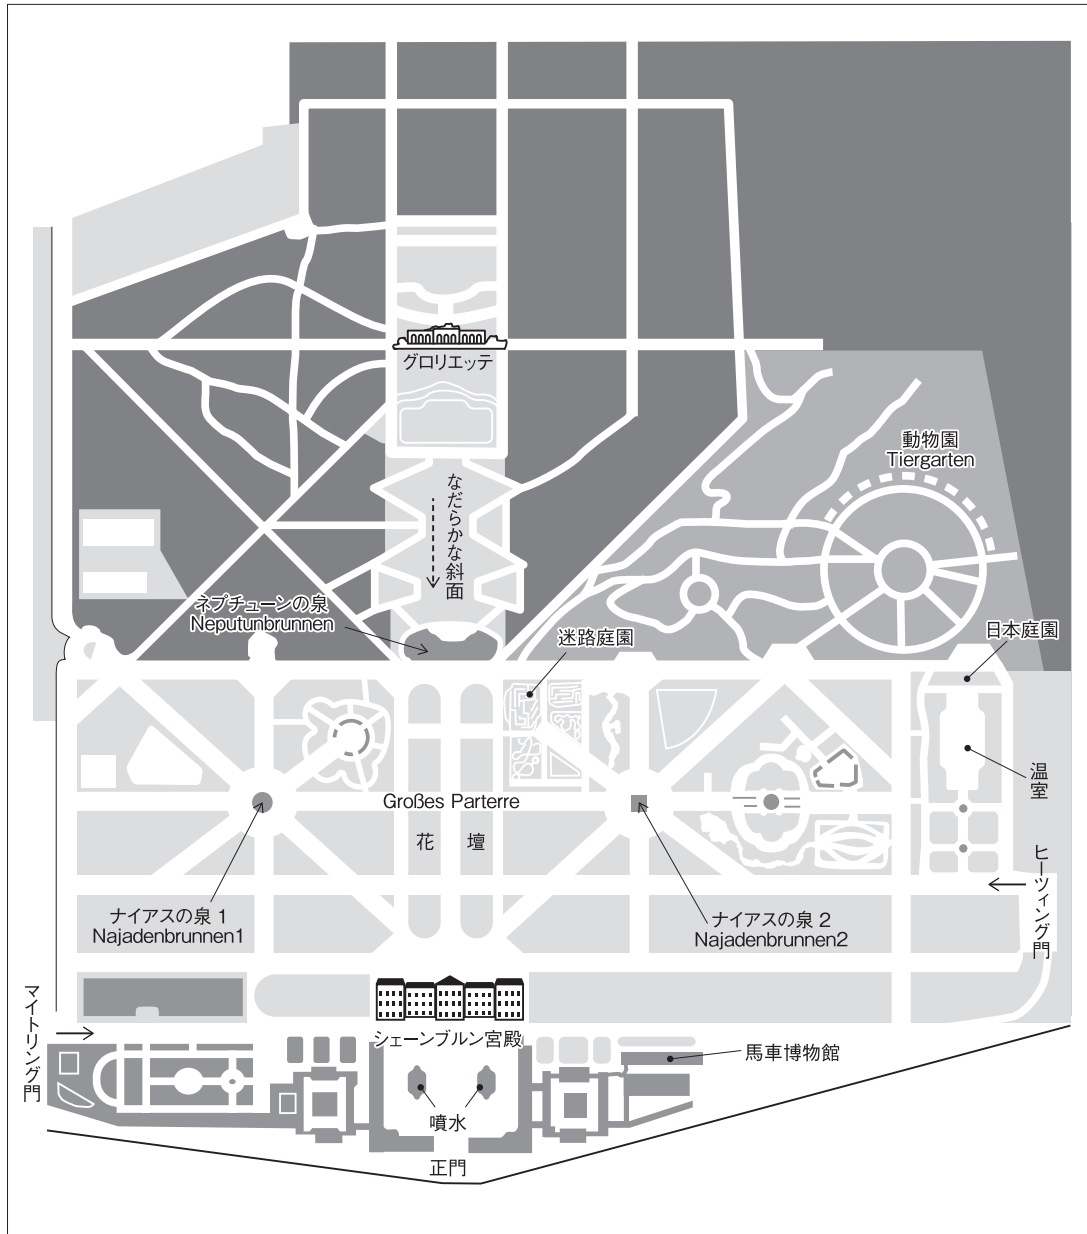 グロリエッテ
動物園
Tiergarten
なだらかな斜面
ネプチューンの泉
Neputunbrunnen
迷路庭園
日本庭園
温室
Großes Parterre
花壇
ヒーツィング門
ナイアスの泉 1
Najadenbrunnen1
ナイアスの泉 2
Najadenbrunnen2
マイトリング門
シェーンブルン宮殿
馬車博物館
噴水
正門